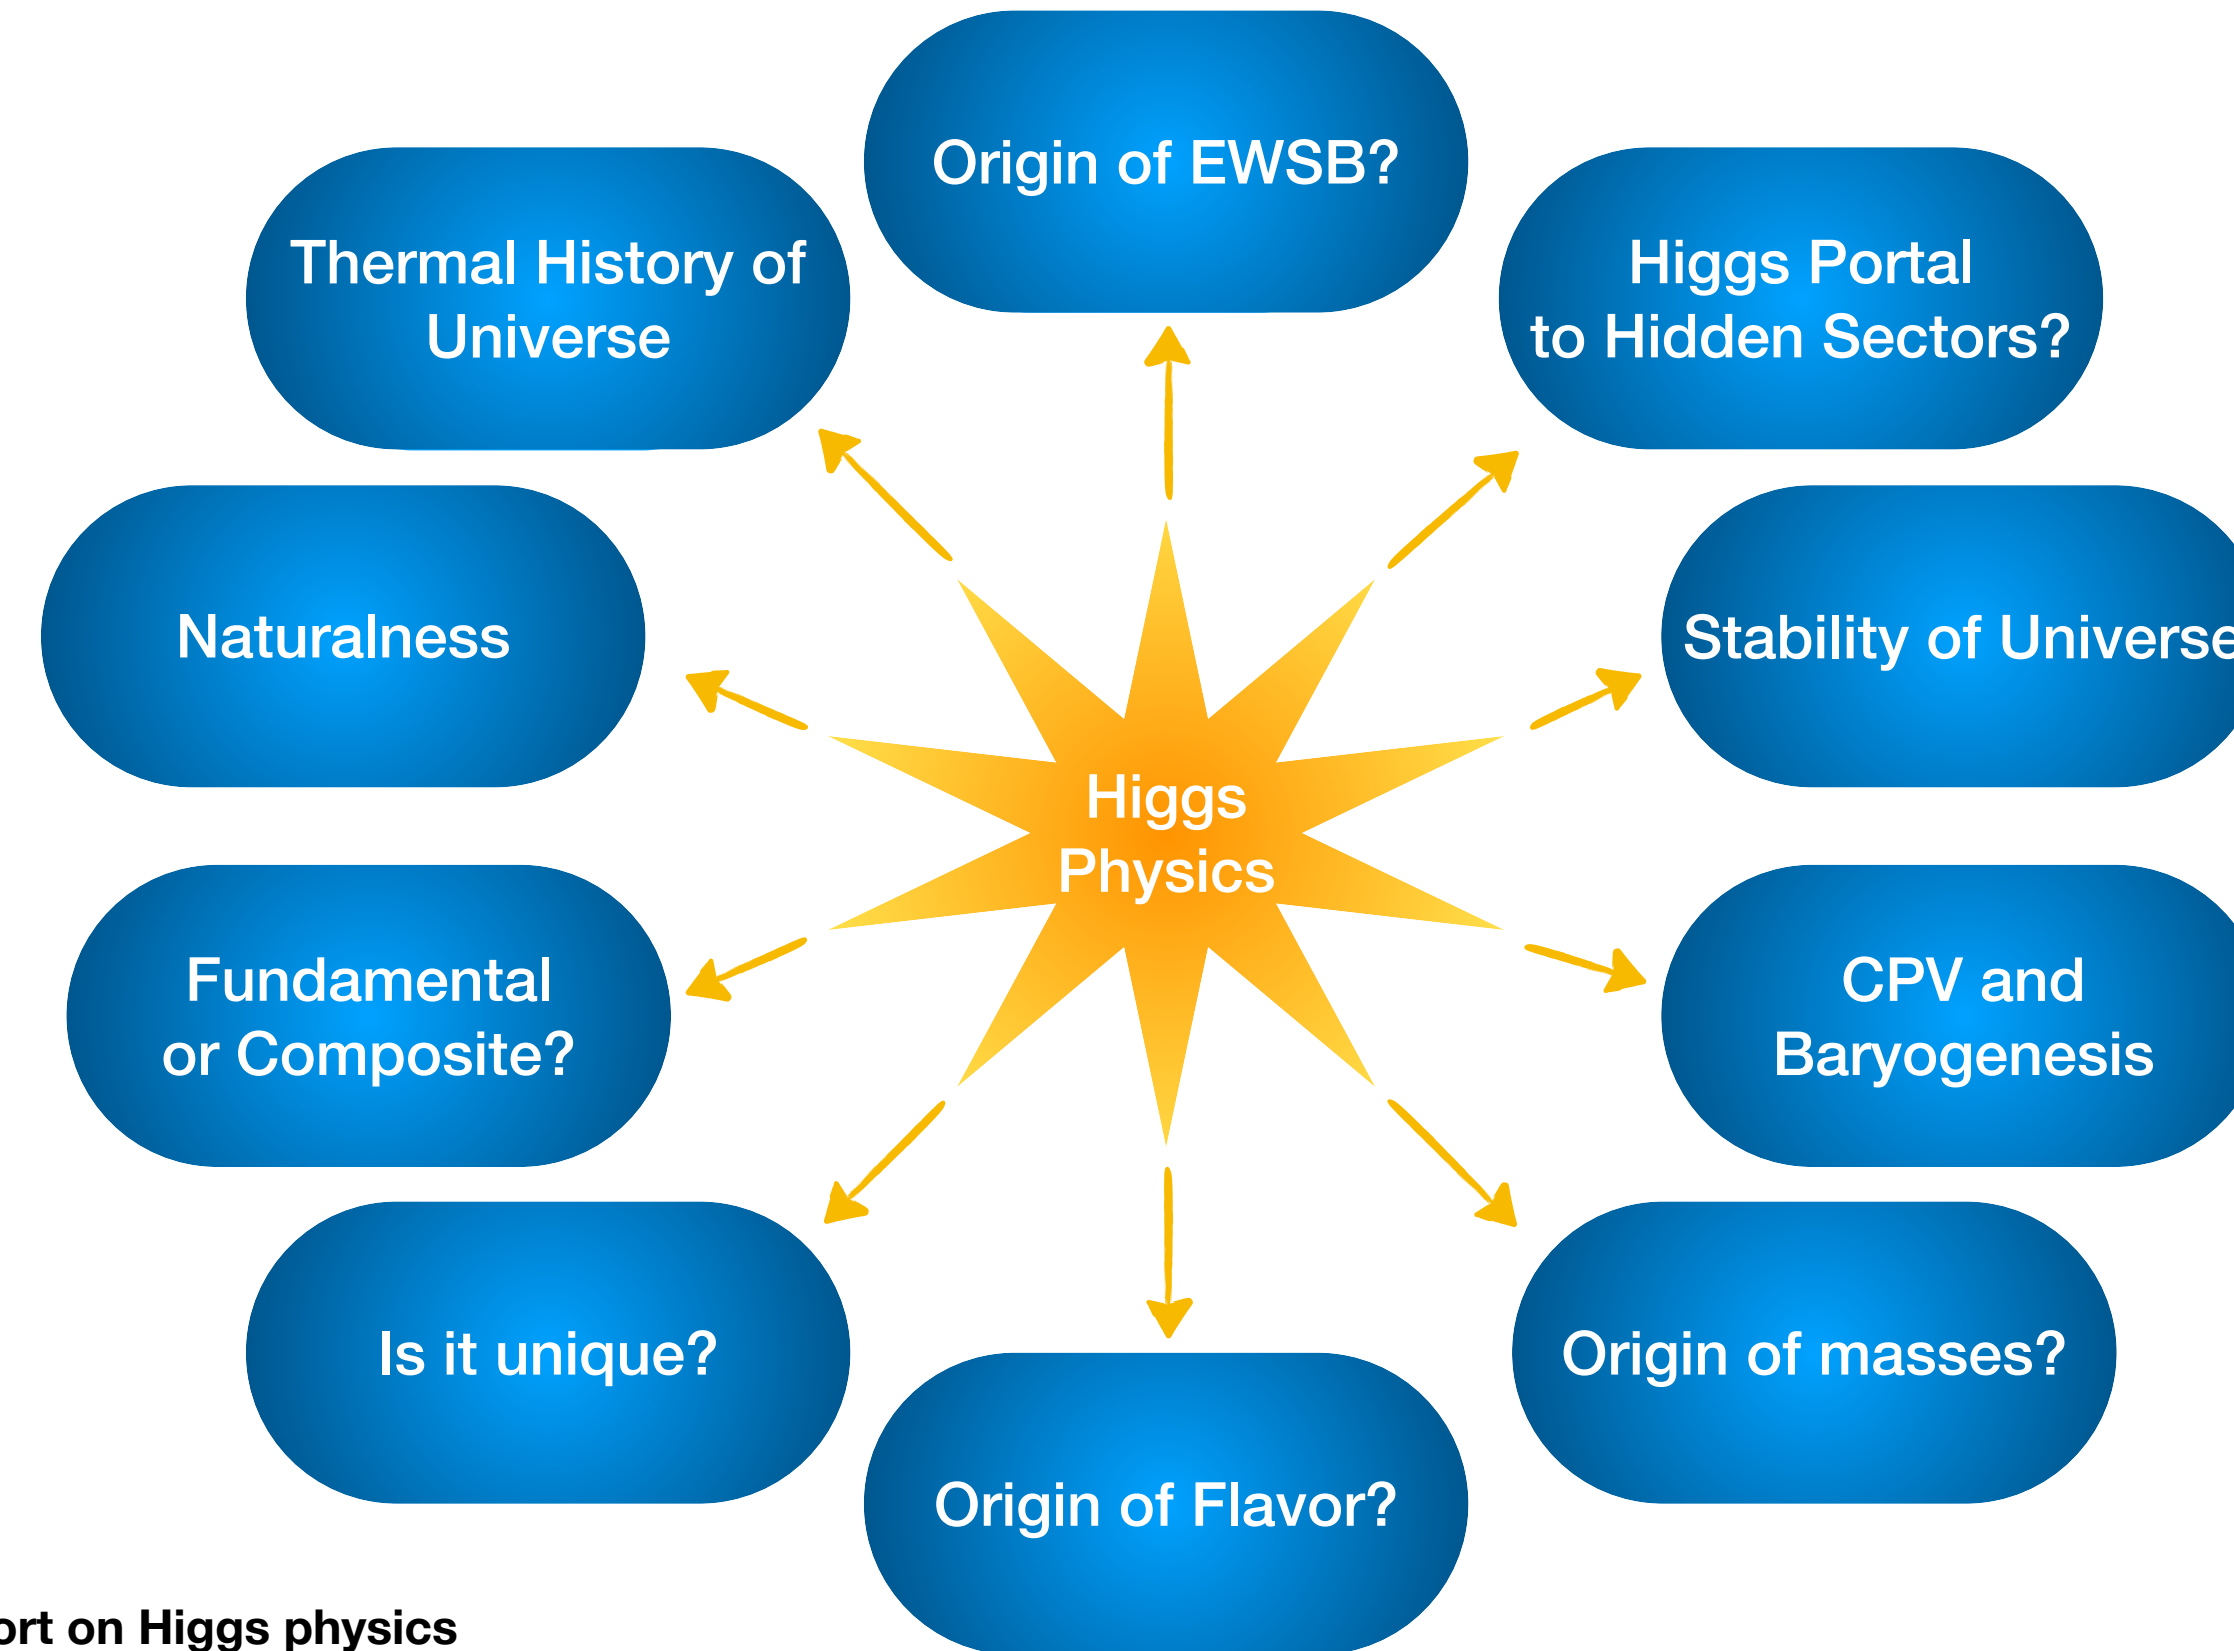 Origin of EWSB?
Thermal History of
Universe
Higgs Portal
to Hidden Sectors?
Naturalness
Stability of Universe
Higgs
Physics
Fundamental
or Composite?
CPV and
Baryogenesis
Is it unique?
Origin of masses?
Origin of Flavor?
on Higgs physics